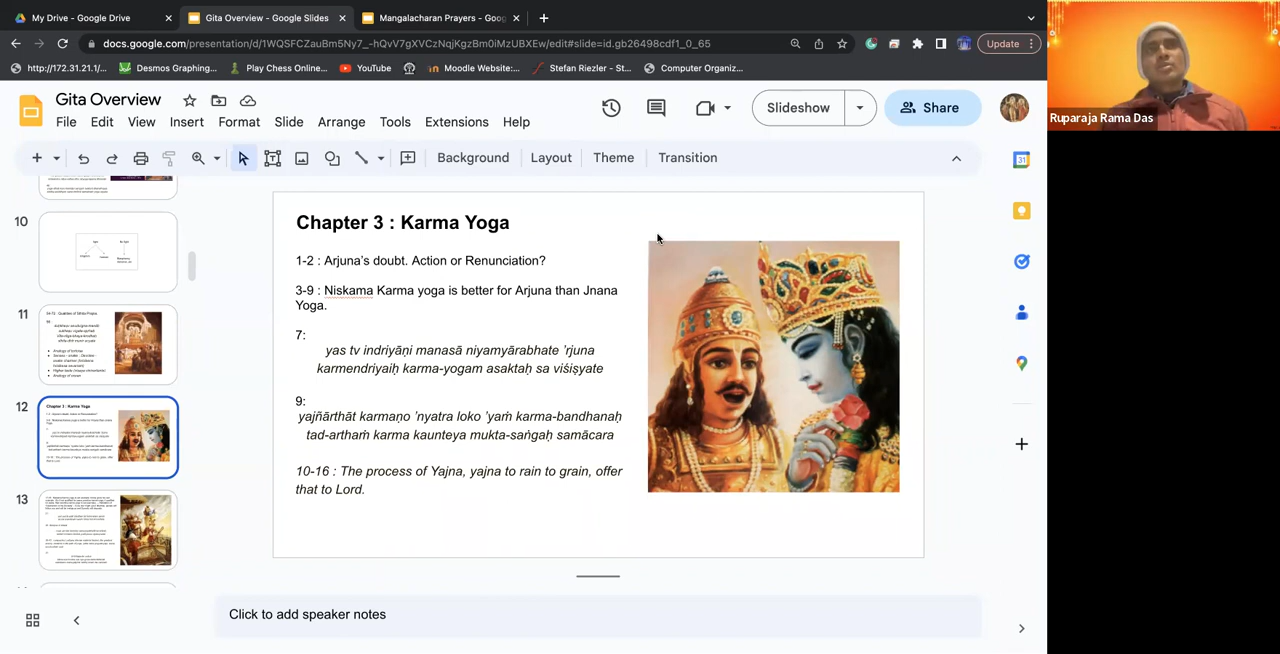 My Drive - Google Drive
Gita Overview - Google Slides
Mangalacharan Prayers - Goog
docs.google.com/presentation/d/1WQSFCZauBm5Ny7_-hQvV7gXVCzNqjKgzBm0iMzUBXEw/edit#slide=id.gb26498cdf1_0_65
Update
http://172.31.21.1/...
Desmos Graphing...
Play Chess Online...
YouTube
Moodle Website:...
Stefan Riezler - St...
Computer Organiz...
Gita Overview
File Edit View Insert Format Slide Arrange Tools Extensions Help
Slideshow
Share
Background Layout Theme Transition
31
10
11
12
13
Chapter 3 : Karma Yoga
1-2 : Arjuna's doubt. Action or Renunciation?
3-9 : Niskama Karma yoga is better for Arjuna than Jnana
Yoga.
7:
yas tv indriyāṇi manasā niyamyārabhate 'rjuna
karmendriyaiḥ karma-yogam asaktaḥ sa viśiṣyate
9:
yajñārthāt karmaṇo 'nyatra loko 'yaṁ karma-bandhanaḥ
tad-arthaṁ karma kaunteya mukta-saṅgaḥ samācara
10-16 : The process of Yajna, yajna to rain to grain, offer
that to Lord.
Click to add speaker notes
Ruparaja Rama Das